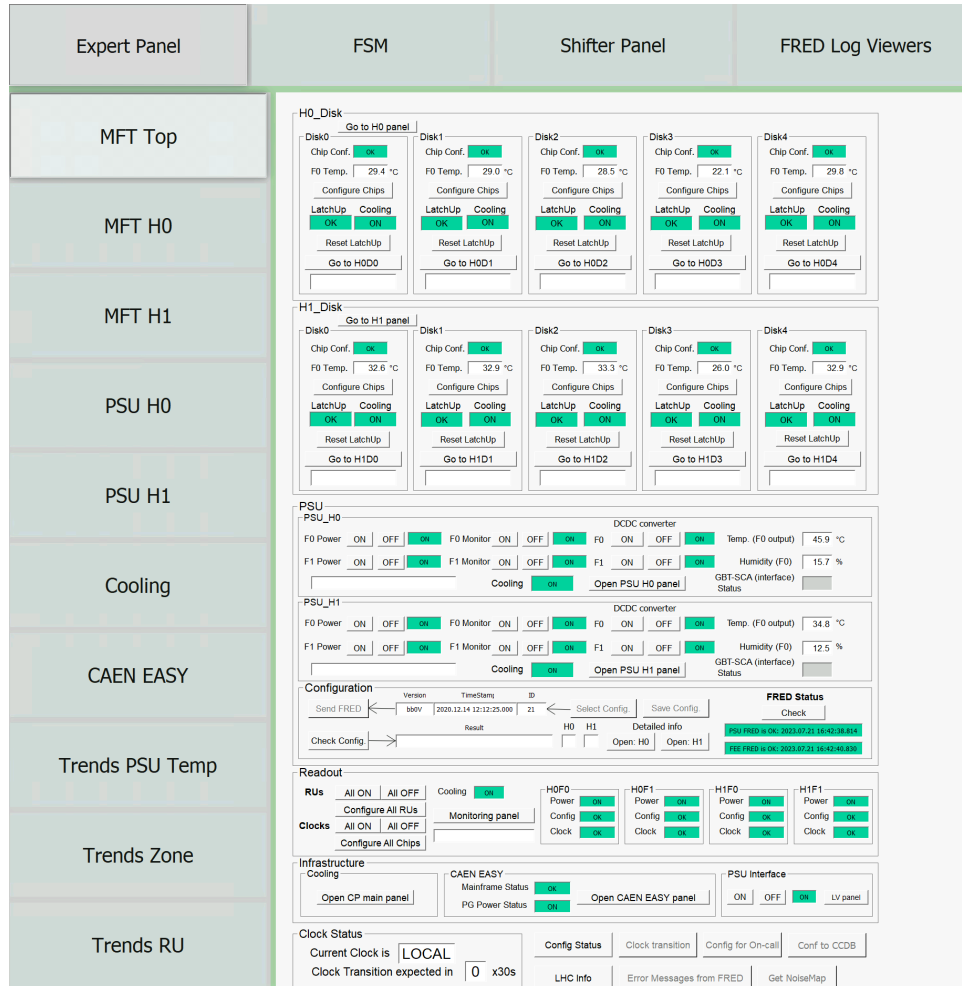 Expert Panel FSM Shifter Panel FRED Log Viewers
MFT Top
MFT H0
MFT H1
PSU H0
PSU H1
Cooling
CAEN EASY
Trends PSU Temp
Trends Zone
Trends RU
H0_Disk
Go to H0 panel
Disk0 Disk1 Disk2 Disk3 Disk4
Chip Conf. OK Chip Conf. OK Chip Conf. OK Chip Conf. OK Chip Conf. OK
F0 Temp. 29.4 °C F0 Temp. 29.0 °C F0 Temp. 28.5 °C F0 Temp. 22.1 °C F0 Temp. 29.8 °C
Configure Chips Configure Chips Configure Chips Configure Chips Configure Chips
LatchUp Cooling LatchUp Cooling LatchUp Cooling LatchUp Cooling LatchUp Cooling
OK ON OK ON OK ON OK ON OK ON
Reset LatchUp Reset LatchUp Reset LatchUp Reset LatchUp Reset LatchUp
Go to H0D0 Go to H0D1 Go to H0D2 Go to H0D3 Go to H0D4
H1_Disk
Go to H1 panel
Disk0 Disk1 Disk2 Disk3 Disk4
Chip Conf. OK Chip Conf. OK Chip Conf. OK Chip Conf. OK Chip Conf. OK
F0 Temp. 32.6 °C F0 Temp. 32.9 °C F0 Temp. 33.3 °C F0 Temp. 26.0 °C F0 Temp. 32.9 °C
Configure Chips Configure Chips Configure Chips Configure Chips Configure Chips
LatchUp Cooling LatchUp Cooling LatchUp Cooling LatchUp Cooling LatchUp Cooling
OK ON OK ON OK ON OK ON OK ON
Reset LatchUp Reset LatchUp Reset LatchUp Reset LatchUp Reset LatchUp
Go to H1D0 Go to H1D1 Go to H1D2 Go to H1D3 Go to H1D4
PSU
PSU_H0
DCDC converter
F0 Power ON OFF ON F0 Monitor ON OFF ON F0 ON OFF ON Temp. (F0 output) 45.9 °C
F1 Power ON OFF ON F1 Monitor ON OFF ON F1 ON OFF ON Humidity (F0) 15.7 %
Cooling ON Open PSU H0 panel GBT-SCA (interface)
Status
PSU_H1
DCDC converter
F0 Power ON OFF ON F0 Monitor ON OFF ON F0 ON OFF ON Temp. (F0 output) 34.8 °C
F1 Power ON OFF ON F1 Monitor ON OFF ON F1 ON OFF ON Humidity (F0) 12.5 %
Cooling ON Open PSU H1 panel GBT-SCA (interface)
Status
Configuration
Version TimeStamp ID FRED Status
Send FRED bb0V 2020.12.14 12:12:25.000 21 Select Config. Save Config. Check
Result H0 H1 Detailed info
PSU FRED is OK: 2023.07.21 16:42:38.814
Check Config. Open: H0 Open: H1
FEE FRED is OK: 2023.07.21 16:42:40.830
Readout
RUs All ON All OFF Cooling ON H0F0 H0F1 H1F0 H1F1
Power ON Power ON Power ON Power ON
Configure All RUs Monitoring panel Config OK Config OK Config OK Config OK
Clocks All ON All OFF Clock OK Clock OK Clock OK Clock OK
Configure All Chips
Infrastructure
Cooling CAEN EASY PSU Interface
Mainframe Status OK
Open CP main panel Open CAEN EASY panel ON OFF ON LV panel
PG Power Status ON
Clock Status
Current Clock is LOCAL Config Status Clock transition Config for On-call Conf to CCDB
Clock Transition expected in 0 x30s LHC Info Error Messages from FRED Get NoiseMap